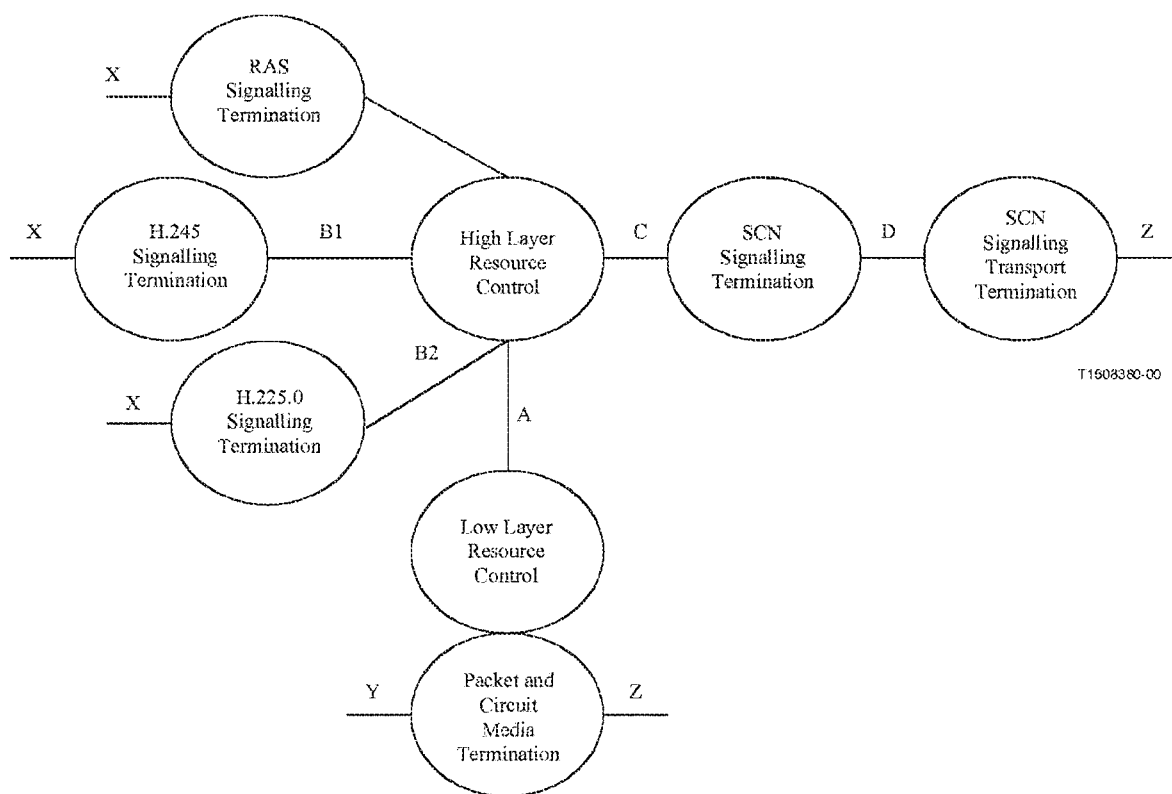 X
RAS
Signalling
Termination
X
H.245
Signalling
Termination
B1
High Layer
Resource
Control
C
SCN
Signalling
Termination
D
SCN
Signalling
Transport
Termination
Z
B2
X
H.225.0
Signalling
Termination
T1608380-00
A
Low Layer
Resource
Control
Y
Packet and
Circuit
Media
Termination
Z